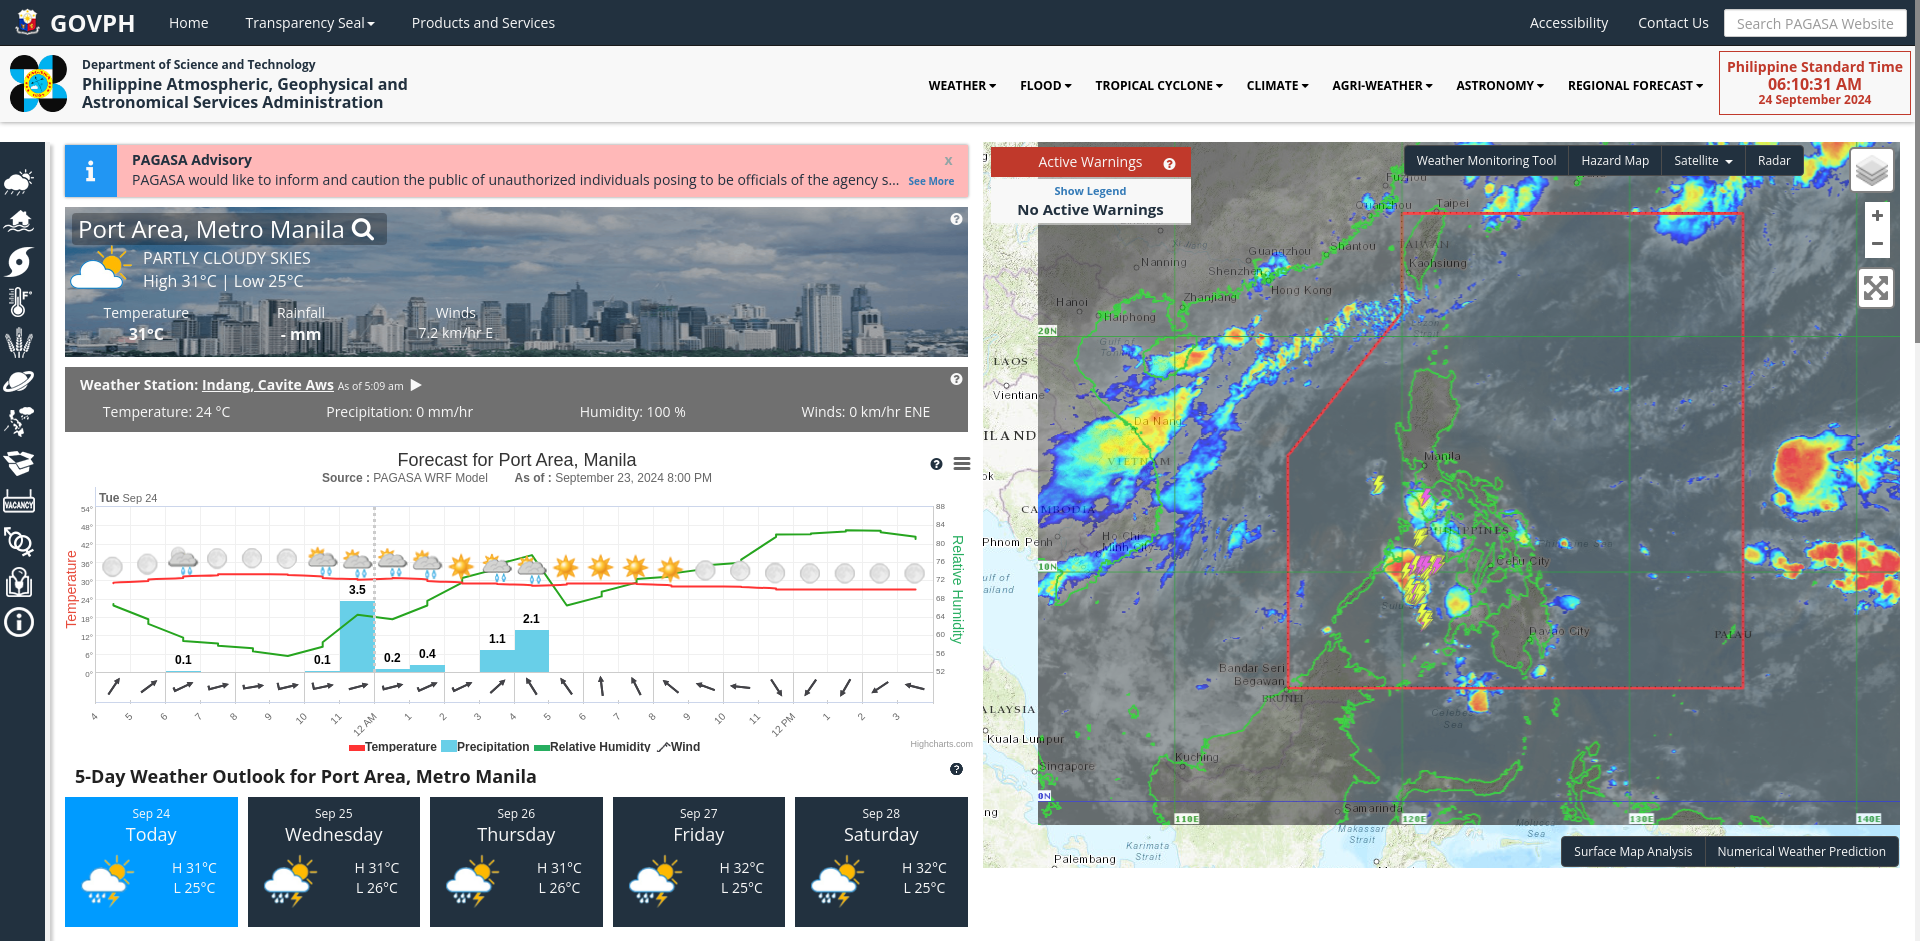 GOVPH
Home
Transparency Seal
Products and Services
Accessibility
Contact Us
Search PAGASA Website
Department of Science and Technology
Philippine Atmospheric, Geophysical and
Astronomical Services Administration
WEATHER
FLOOD
TROPICAL CYCLONE
CLIMATE
AGRI-WEATHER
ASTRONOMY
REGIONAL FORECAST
Philippine Standard Time
06:10:31 AM
24 September 2024
VACANCY
PAGASA Advisory
x
PAGASA would like to inform and caution the public of unauthorized individuals posing to be officials of the agency s... See More
Port Area, Metro Manila
PARTLY CLOUDY SKIES
High 31°C | Low 25°C
Temperature
31°C
Rainfall
- mm
Winds
7.2 km/hr E
Weather Station: Indang, Cavite Aws As of 5:09 am
Temperature: 24 °C
Precipitation: 0 mm/hr
Humidity: 100 %
Winds: 0 km/hr ENE
Forecast for Port Area, Manila
Source : PAGASA WRF Model As of : September 23, 2024 8:00 PM
Tue Sep 24
Temperature
54°
48°
42°
36°
30°
24°
18°
12°
6°
0°
0.1
0.1
3.5
0.2
0.4
1.1
2.1
88
84
80
76
72
68
64
60
56
52
Relative Humidity
4
5
6
7
8
9
10
11
12 AM
1
2
3
4
5
6
7
8
9
10
11
12 PM
1
2
3
Temperature
Precipitation
Relative Humidity
Wind
Highcharts.com
5-Day Weather Outlook for Port Area, Metro Manila
Sep 24
Today
H 31°C
L 25°C
Sep 25
Wednesday
H 31°C
L 26°C
Sep 26
Thursday
H 31°C
L 26°C
Sep 27
Friday
H 32°C
L 25°C
Sep 28
Saturday
H 32°C
L 25°C
Active Warnings
Show Legend
No Active Warnings
Weather Monitoring Tool
Hazard Map
Satellite
Radar
+
−
Fuzhou
Quanzhou
Taipei
TAIWAN
Kaohsiung
Shantou
Guangzhou
Shenzhen
Hong Kong
Nanning
Zhanjiang
Hanoi
Haiphong
20N
LAOS
Vientiane
ILAND
Da Nang
VIETNAM
CAMBODIA
Phnom Penh
Ho Chi
Minh City
10N
ulf of
ailand
Manila
PHILIPPINES
Cebu City
Davao City
PALAU
Bandar Seri
Begawan
BRUNEI
Celebes
Sea
ALAYSIA
Kuala Lumpur
Singapore
Kuching
0N
Samarinda
110E
120E
130E
140E
Makassar
Strait
Karimata
Strait
Molucca
Sea
Palembang
Surface Map Analysis
Numerical Weather Prediction